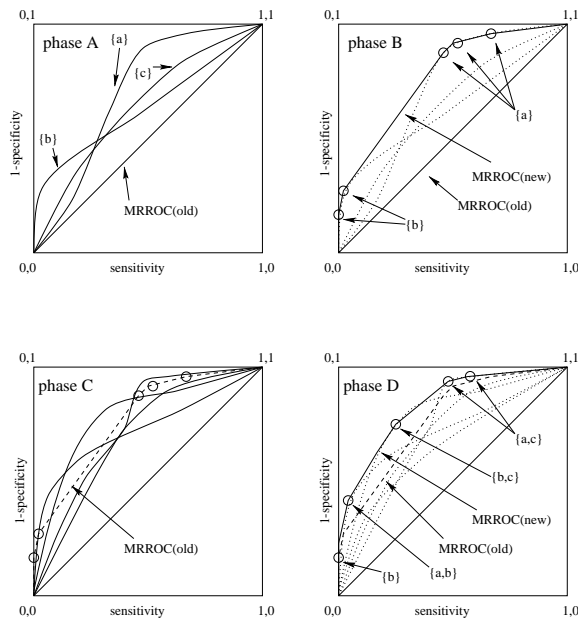 0,1
1,1
phase A
{a}
{c}
{b}
1-specificity
MRROC(old)
0,0
sensitivity
1,0
0,1
1,1
phase B
{a}
1-specificity
MRROC(new)
MRROC(old)
{b}
0,0
sensitivity
1,0
0,1
1,1
phase C
1-specificity
MRROC(old)
0,0
sensitivity
1,0
0,1
1,1
phase D
{a,c}
{b,c}
1-specificity
MRROC(new)
MRROC(old)
{b}
{a,b}
0,0
sensitivity
1,0